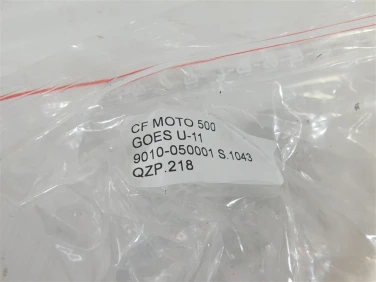 CF MOTO 500
GOES U-11
9010-050001 S.1043
QZP.218